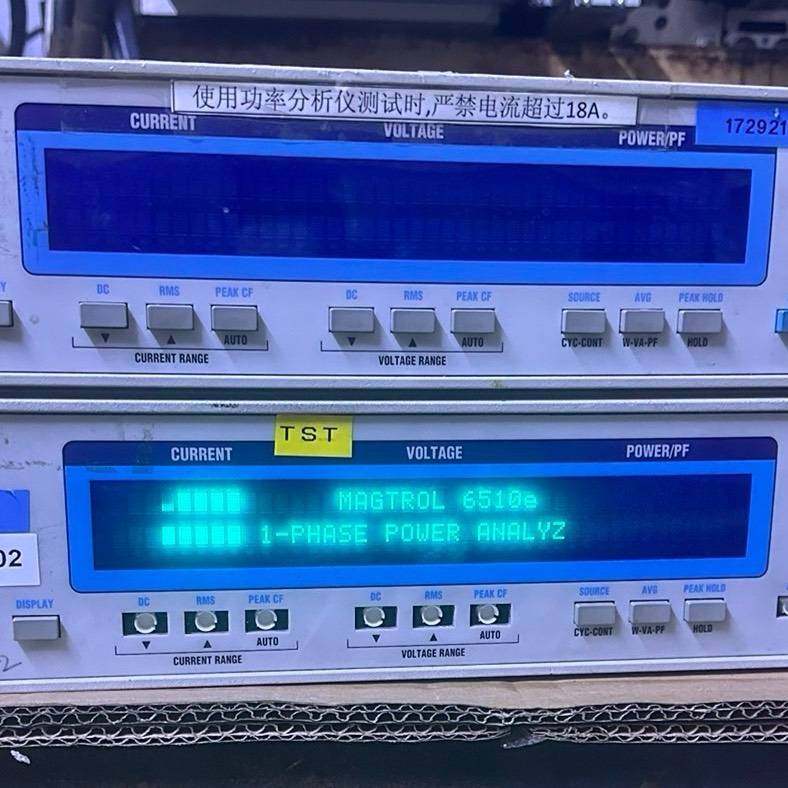 使用功率分析仪测试时,严禁电流超过18A。
CURRENT VOLTAGE POWER/PF
172921
DC RMS PEAK CF DC RMS PEAK CF SOURCE AVG PEAK HOLD
▼ ▲ AUTO ▼ ▲ AUTO CYC-CONT W-VA-PF HOLD
CURRENT RANGE VOLTAGE RANGE
TST
CURRENT VOLTAGE POWER/PF
MAGTROL 6510e
1-PHASE POWER ANALYZ
02
DISPLAY DC RMS PEAK CF DC RMS PEAK CF SOURCE AVG PEAK HOLD
▼ ▲ AUTO ▼ ▲ AUTO CYC-CONT W-VA-PF HOLD
CURRENT RANGE VOLTAGE RANGE